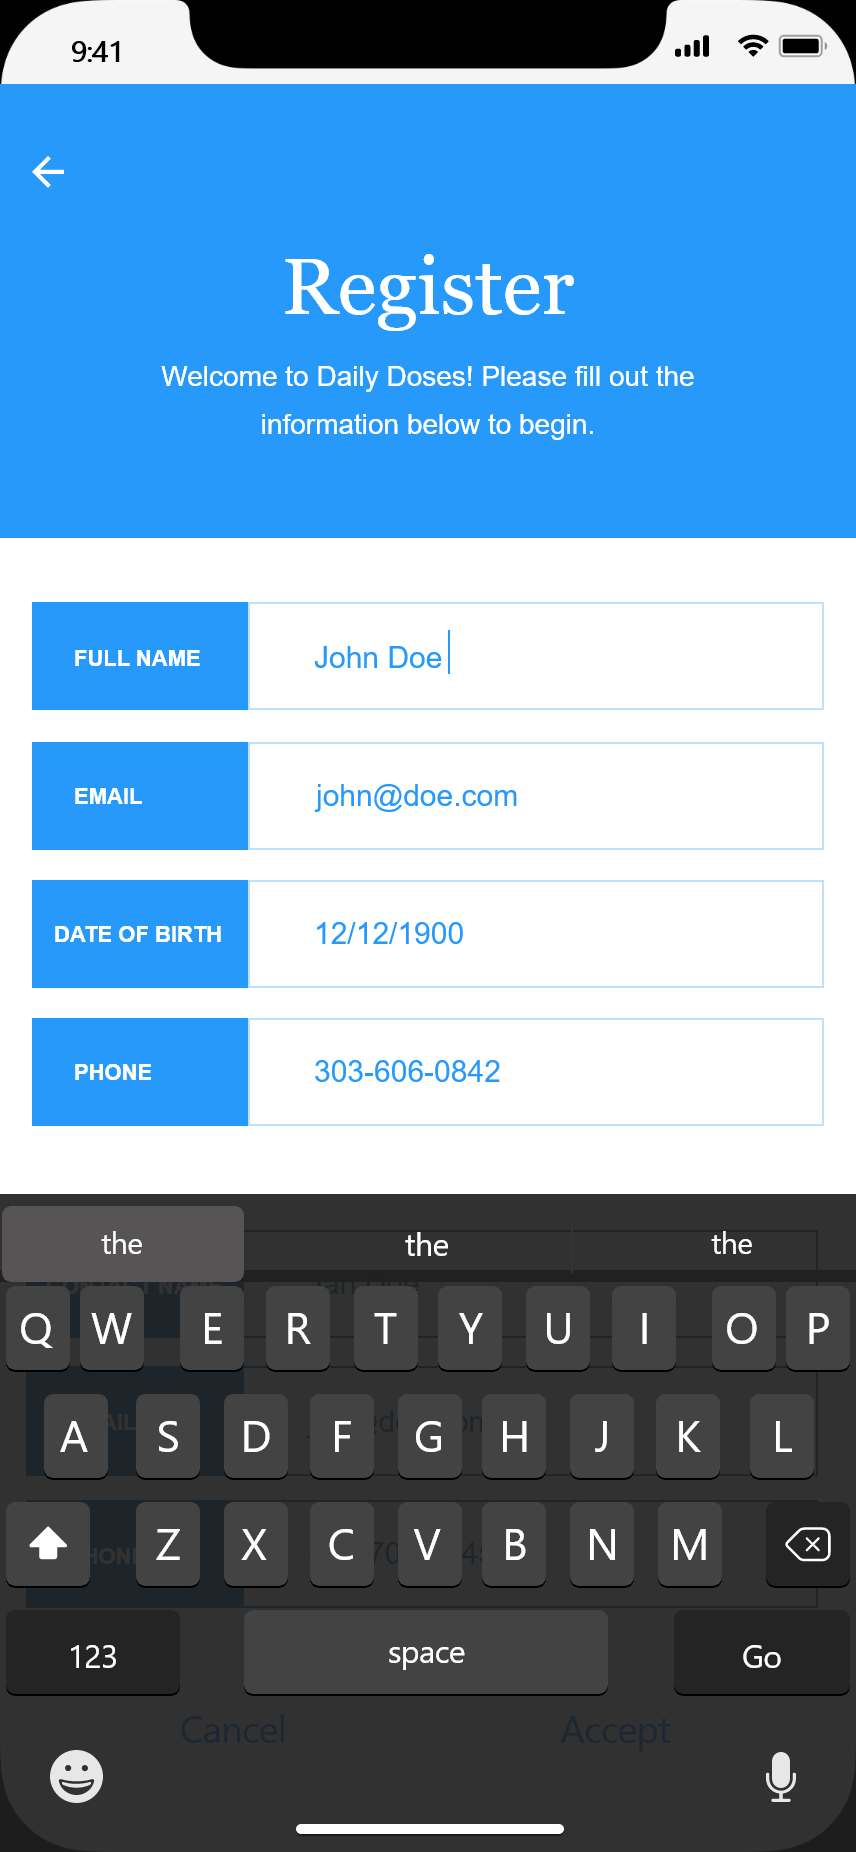 9:41
Register
Welcome to Daily Doses! Please fill out the
information below to begin.
FULL NAME John Doe
EMAIL john@doe.com
DATE OF BIRTH 12/12/1900
PHONE 303-606-0842
the the the
CONTACT NAME
Q W E R T Y U I O P
A S D F G H J K L
Z X C V B N M
123 space Go
Cancel Accept